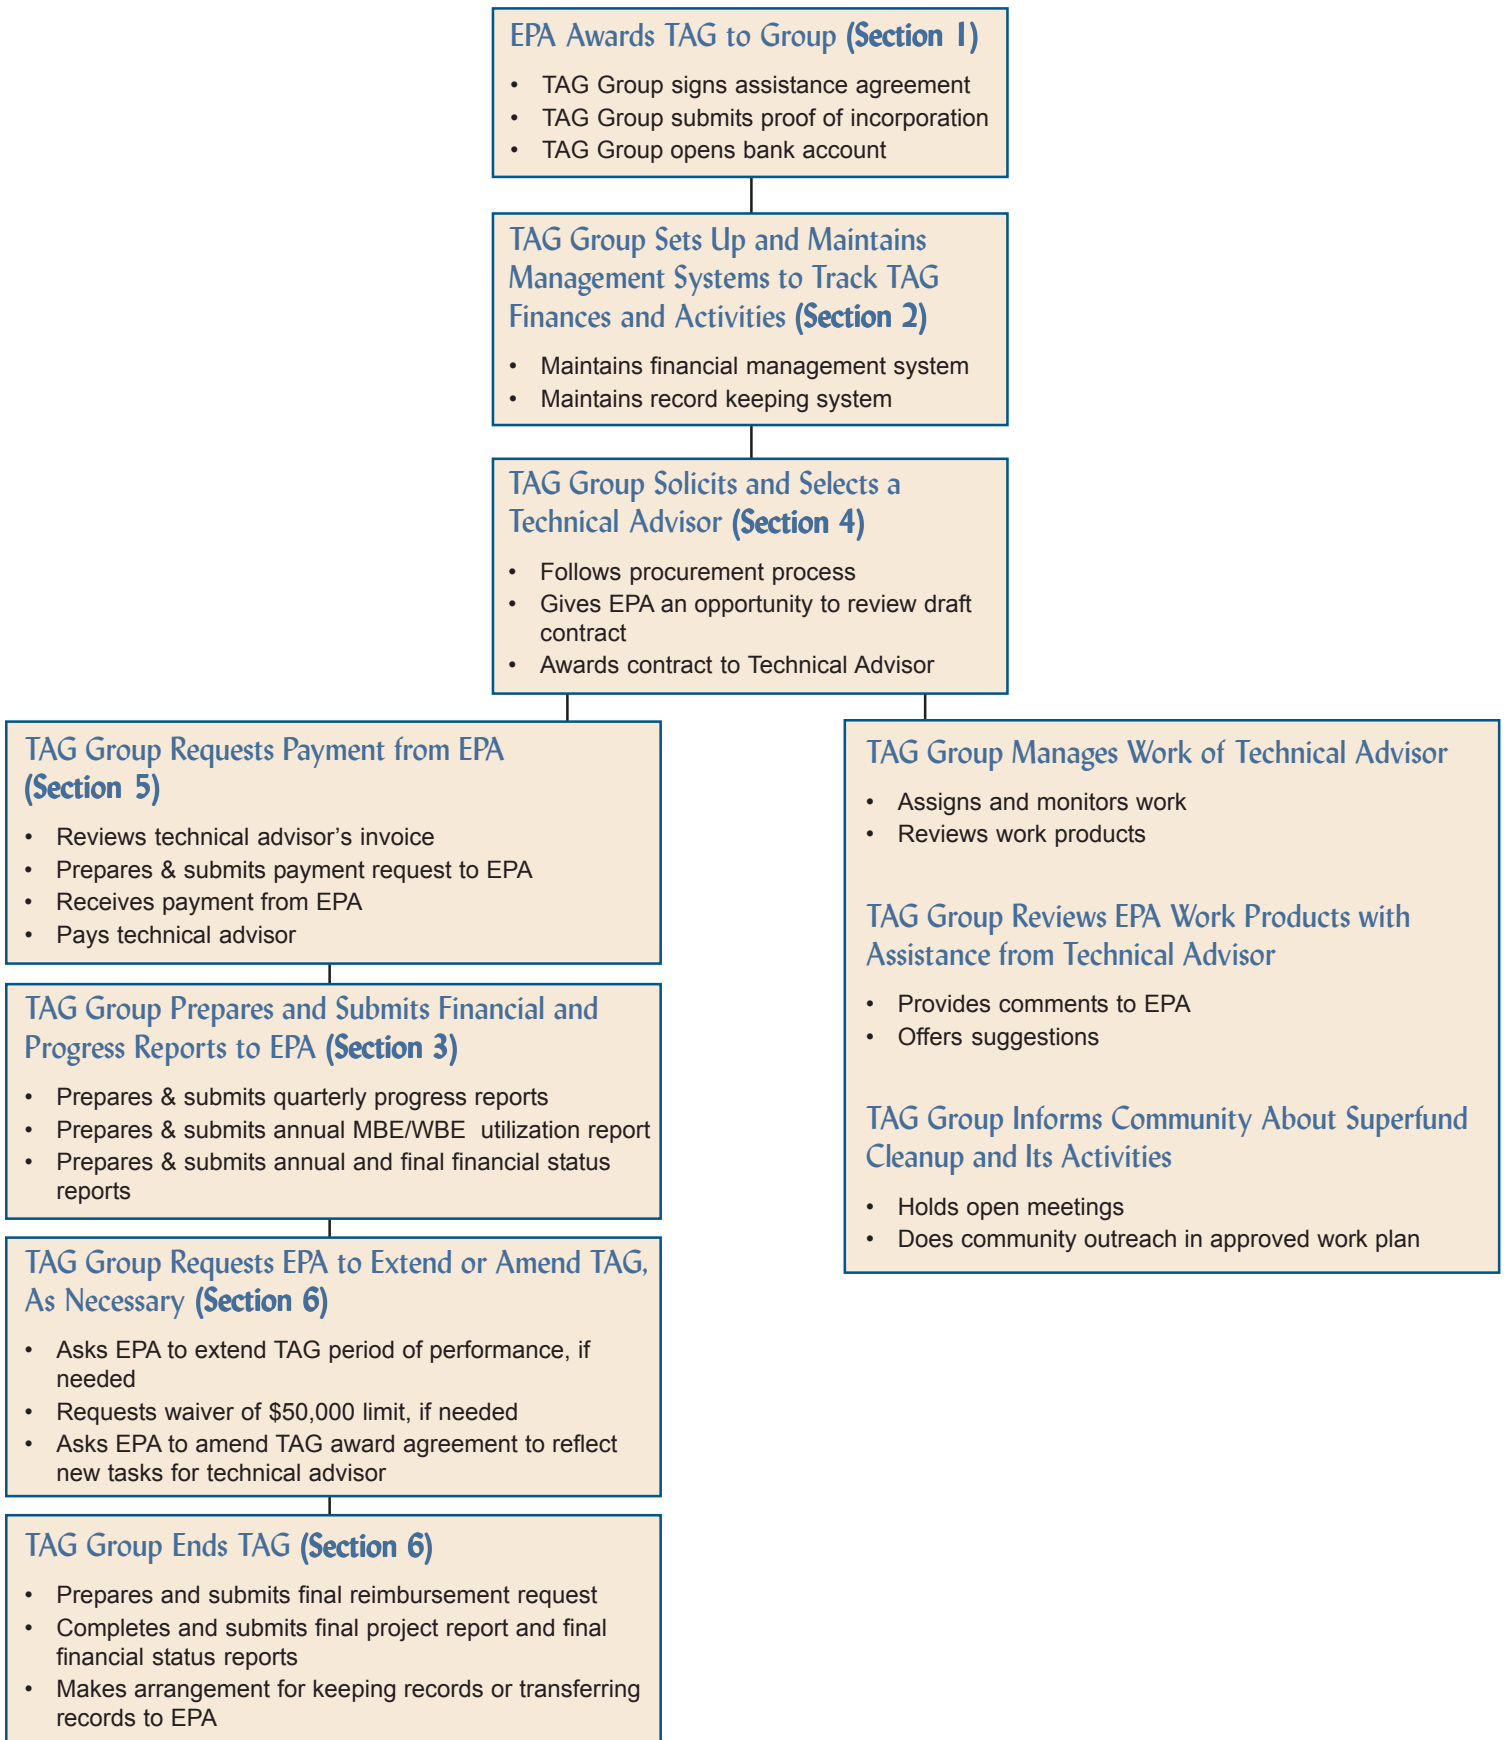 EPA Awards TAG to Group (Section 1)
• TAG Group signs assistance agreement
• TAG Group submits proof of incorporation
• TAG Group opens bank account
TAG Group Sets Up and Maintains
Management Systems to Track TAG
Finances and Activities (Section 2)
• Maintains financial management system
• Maintains record keeping system
TAG Group Solicits and Selects a
Technical Advisor (Section 4)
• Follows procurement process
• Gives EPA an opportunity to review draft
contract
• Awards contract to Technical Advisor
TAG Group Requests Payment from EPA
(Section 5)
• Reviews technical advisor’s invoice
• Prepares & submits payment request to EPA
• Receives payment from EPA
• Pays technical advisor
TAG Group Prepares and Submits Financial and
Progress Reports to EPA (Section 3)
• Prepares & submits quarterly progress reports
• Prepares & submits annual MBE/WBE utilization report
• Prepares & submits annual and final financial status
reports
TAG Group Requests EPA to Extend or Amend TAG,
As Necessary (Section 6)
• Asks EPA to extend TAG period of performance, if
needed
• Requests waiver of $50,000 limit, if needed
• Asks EPA to amend TAG award agreement to reflect
new tasks for technical advisor
TAG Group Ends TAG (Section 6)
• Prepares and submits final reimbursement request
• Completes and submits final project report and final
financial status reports
• Makes arrangement for keeping records or transferring
records to EPA
TAG Group Manages Work of Technical Advisor
• Assigns and monitors work
• Reviews work products
TAG Group Reviews EPA Work Products with
Assistance from Technical Advisor
• Provides comments to EPA
• Offers suggestions
TAG Group Informs Community About Superfund
Cleanup and Its Activities
• Holds open meetings
• Does community outreach in approved work plan